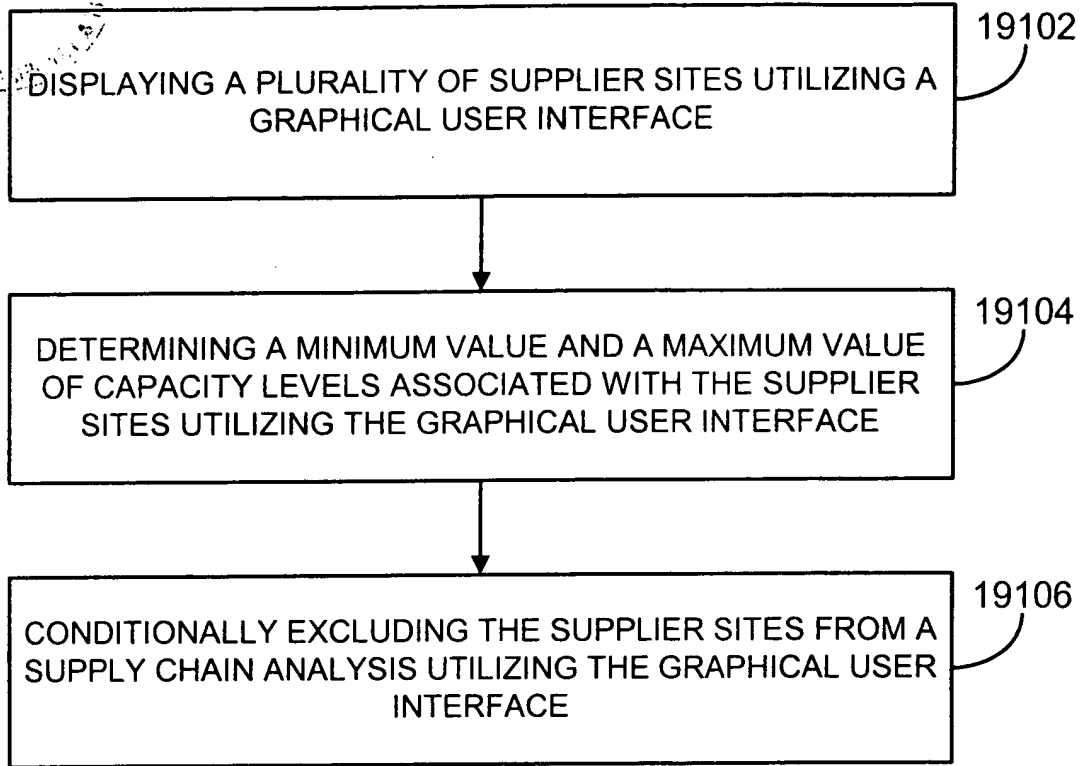 19102
DISPLAYING A PLURALITY OF SUPPLIER SITES UTILIZING A
GRAPHICAL USER INTERFACE
19104
DETERMINING A MINIMUM VALUE AND A MAXIMUM VALUE
OF CAPACITY LEVELS ASSOCIATED WITH THE SUPPLIER
SITES UTILIZING THE GRAPHICAL USER INTERFACE
19106
CONDITIONALLY EXCLUDING THE SUPPLIER SITES FROM A
SUPPLY CHAIN ANALYSIS UTILIZING THE GRAPHICAL USER
INTERFACE